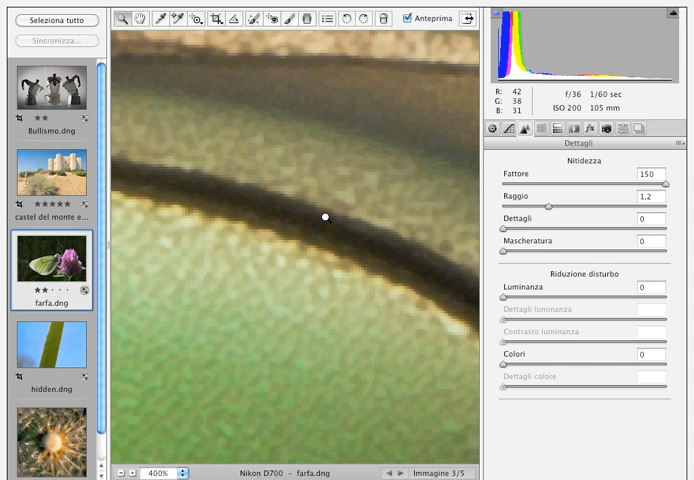 Seleziona tutto
Sincronizza...
Bullismo.dng
castel del monte e...
farfa.dng
hidden.dng
Anteprima
400%
Nikon D700 – farfa.dng
Immagine 3/5
R: 42
G: 38
B: 31
f/36 1/60 sec
ISO 200 105 mm
fx
Dettagli
Nitidezza
Fattore 150
Raggio 1,2
Dettagli 0
Mascheratura 0
Riduzione disturbo
Luminanza 0
Dettagli luminanza
Contrasto luminanza
Colori 0
Dettagli colore